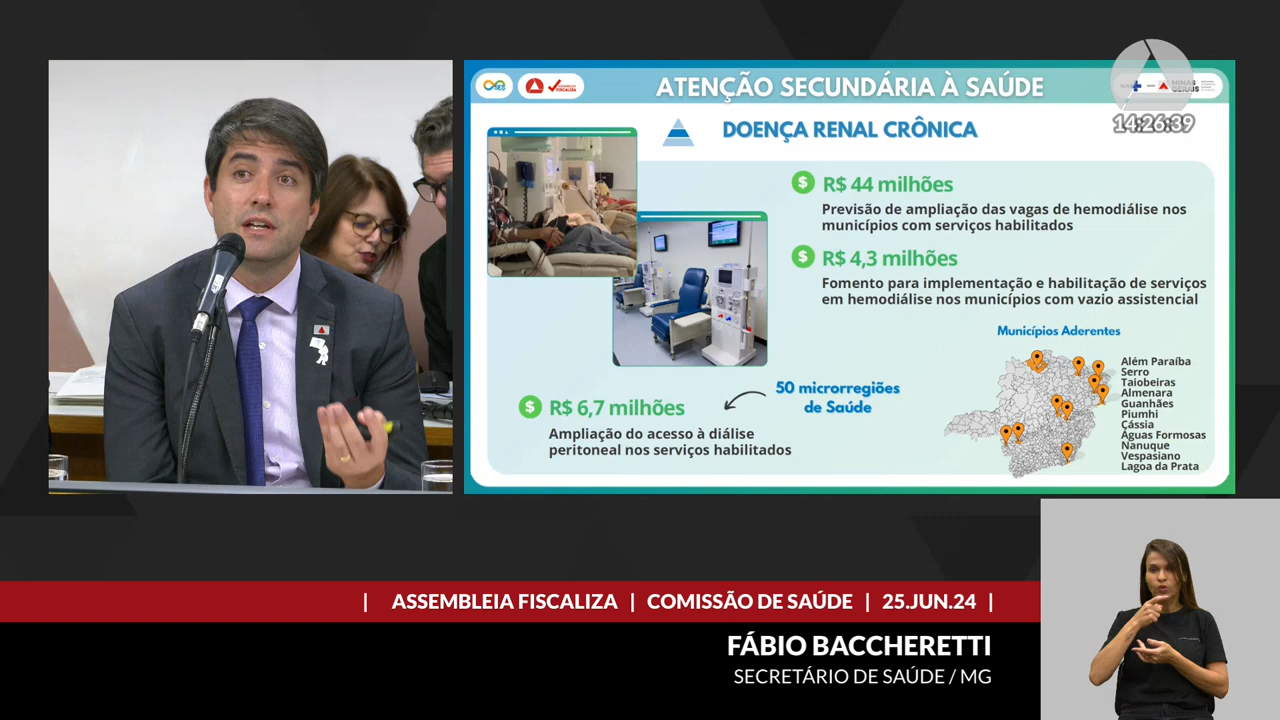 ATENÇÃO SECUNDÁRIA À SAÚDE
14:26:39
DOENÇA RENAL CRÔNICA
R$ 44 milhões
Previsão de ampliação das vagas de hemodiálise nos
municípios com serviços habilitados
R$ 4,3 milhões
Fomento para implementação e habilitação de serviços
em hemodiálise nos municípios com vazio assistencial
Municípios Aderentes
Além Paraíba
Serro
Taiobeiras
Almenara
Guanhães
Piumhi
Cássia
Águas Formosas
Nanuque
Vespasiano
Lagoa da Prata
50 microrregiões
de Saúde
R$ 6,7 milhões
Ampliação do acesso à diálise
peritoneal nos serviços habilitados
| ASSEMBLEIA FISCALIZA | COMISSÃO DE SAÚDE | 25.JUN.24 |
FÁBIO BACCHERETTI
SECRETÁRIO DE SAÚDE / MG